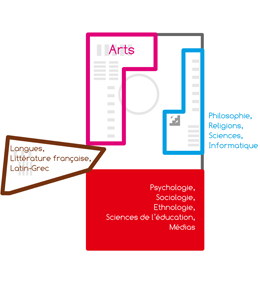 Arts
Philosophie,
Religions,
Sciences,
Informatique
Langues,
Littérature française,
Latin-Grec
Psychologie,
Sociologie,
Ethnologie,
Sciences de l'éducation,
Médias